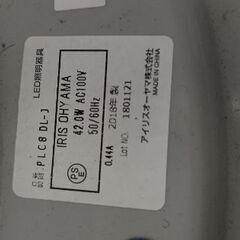 LED照明器具
PLC8DL-J
IRIS OHYAMA
42.0W AC100V
50/60Hz
0.44A
PS
E
2018年製
LOT NO. 1801121
アイリスオーヤマ株式会社
MADE IN CHINA